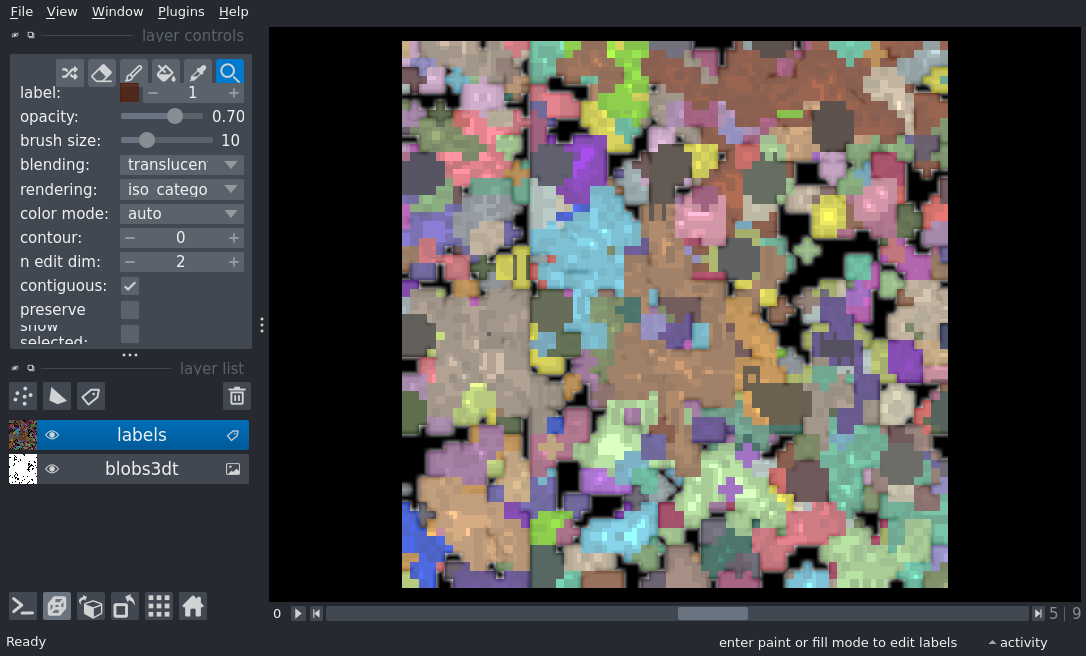 File View Window Plugins Help
layer controls
label: 1
opacity: 0.70
brush size: 10
blending: translucen
rendering: iso_catego
color mode: auto
contour: 0
n edit dim: 2
contiguous:
preserve
show
selected:
layer list
labels
blobs3dt
0 5 | 9
Ready enter paint or fill mode to edit labels activity